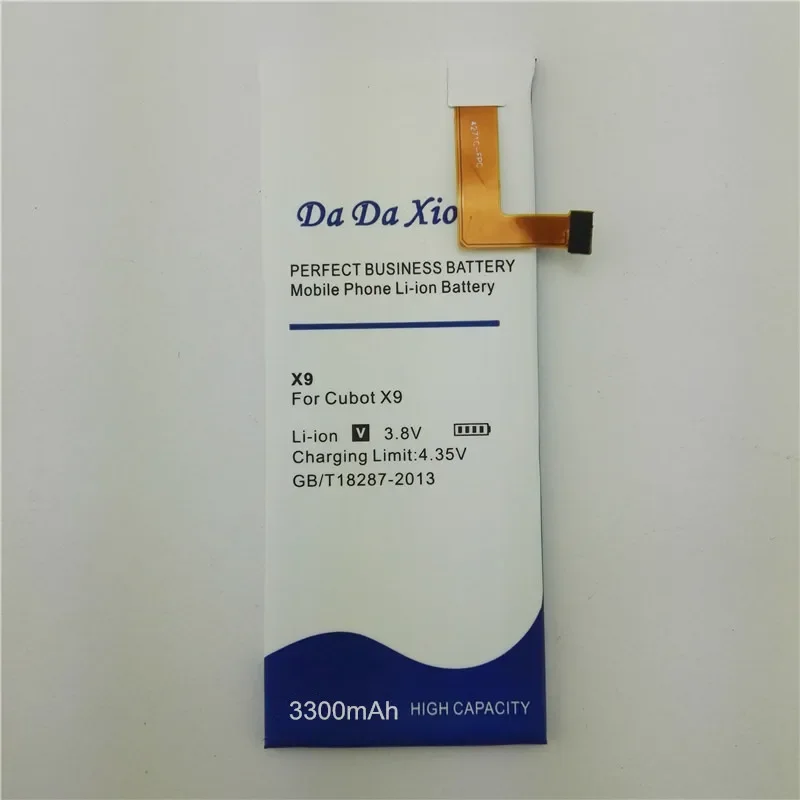 Da Da Xio
PERFECT BUSINESS BATTERY
Mobile Phone Li-ion Battery
X9
For Cubot X9
Li-ion V 3.8V
Charging Limit:4.35V
GB/T18287-2013
3300mAh HIGH CAPACITY